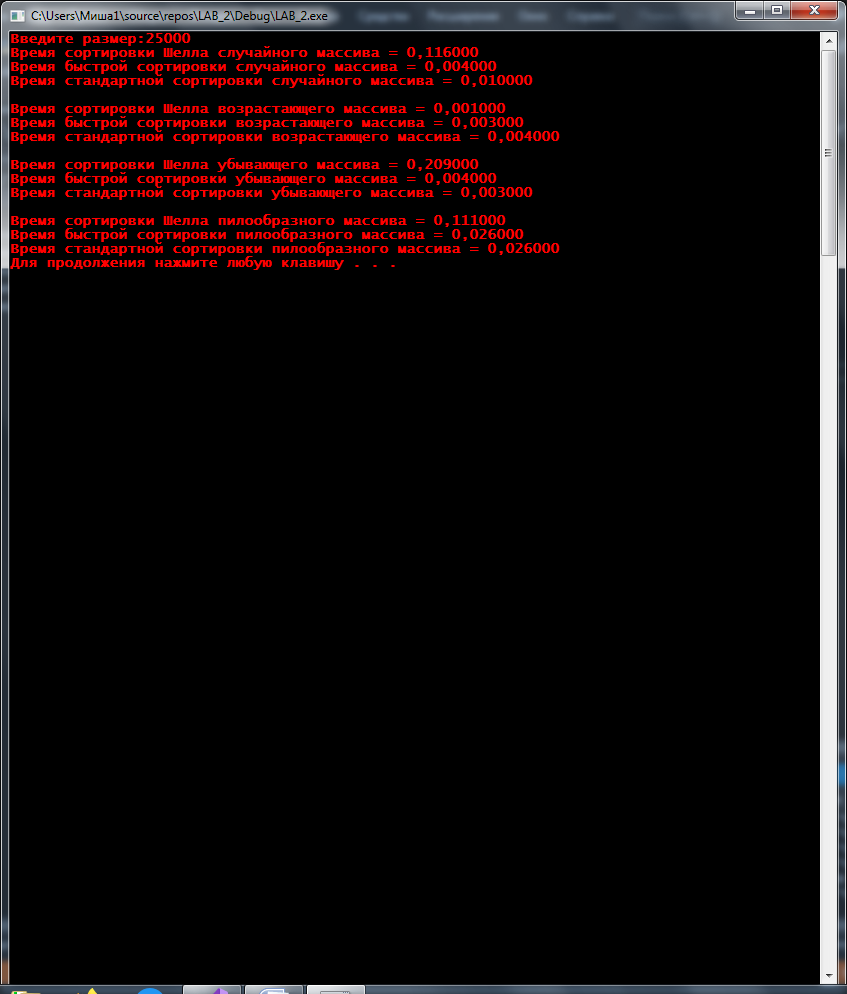 C:\Users\Миша1\source\repos\LAB_2\Debug\LAB_2.exe
Введите размер:25000
Время сортировки Шелла случайного массива = 0,116000
Время быстрой сортировки случайного массива = 0,004000
Время стандартной сортировки случайного массива = 0,010000
Время сортировки Шелла возрастающего массива = 0,001000
Время быстрой сортировки возрастающего массива = 0,003000
Время стандартной сортировки возрастающего массива = 0,004000
Время сортировки Шелла убывающего массива = 0,209000
Время быстрой сортировки убывающего массива = 0,004000
Время стандартной сортировки убывающего массива = 0,003000
Время сортировки Шелла пилообразного массива = 0,111000
Время быстрой сортировки пилообразного массива = 0,026000
Время стандартной сортировки пилообразного массива = 0,026000
Для продолжения нажмите любую клавишу . . .